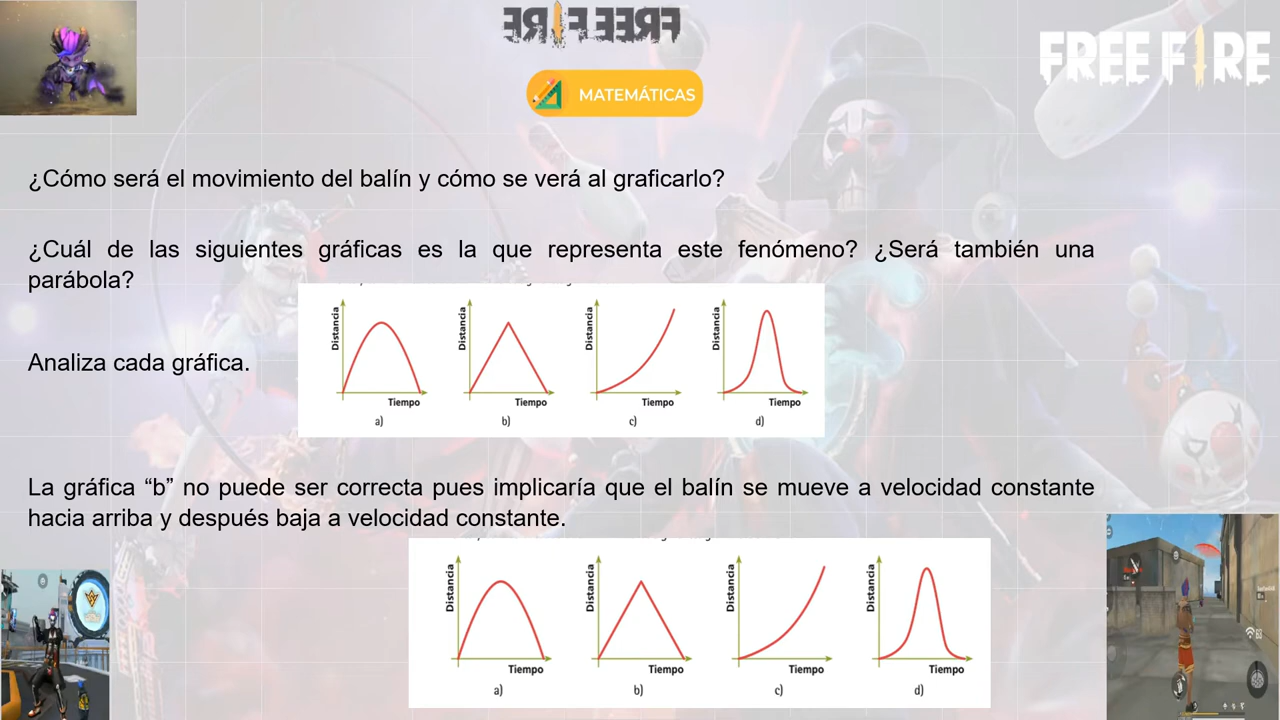 FREE FIRE
FREE FIRE
MATEMÁTICAS
¿Cómo será el movimiento del balín y cómo se verá al graficarlo?
¿Cuál de las siguientes gráficas es la que representa este fenómeno? ¿Será también una
parábola?
Analiza cada gráfica.
Distancia Distancia Distancia Distancia
Tiempo Tiempo Tiempo Tiempo
a) b) c) d)
La gráfica “b” no puede ser correcta pues implicaría que el balín se mueve a velocidad constante
hacia arriba y después baja a velocidad constante.
Distancia Distancia Distancia Distancia
Tiempo Tiempo Tiempo Tiempo
a) b) c) d)